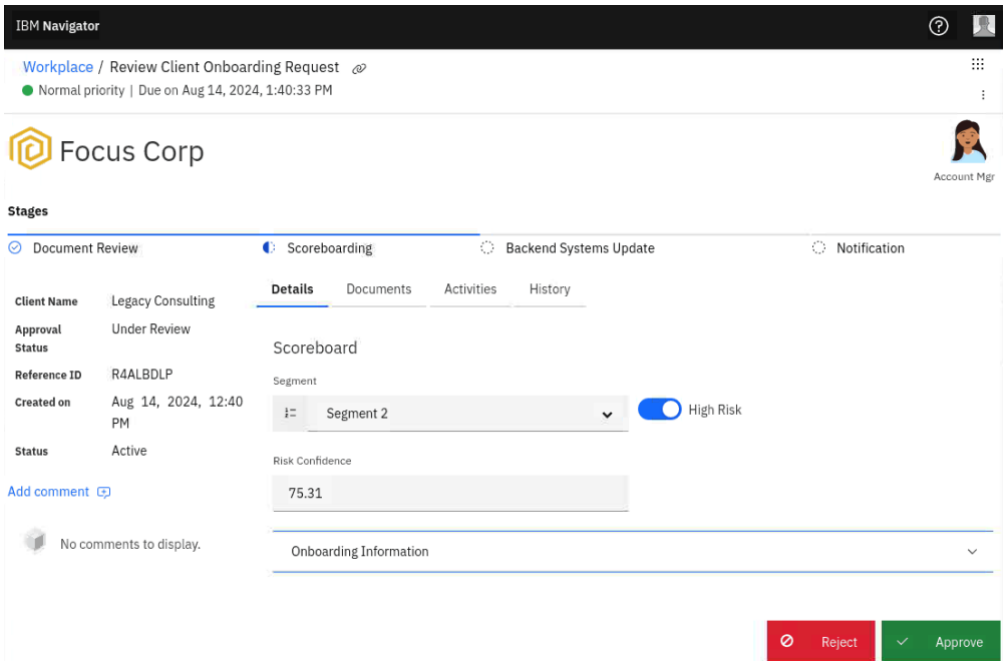 IBM Navigator
Workplace / Review Client Onboarding Request
Normal priority | Due on Aug 14, 2024, 1:40:33 PM
Focus Corp
Account Mgr
Stages
Document Review
Scoreboarding
Backend Systems Update
Notification
Client Name Legacy Consulting
Approval Status Under Review
Reference ID R4ALBDLP
Created on Aug 14, 2024, 12:40 PM
Status Active
Add comment
No comments to display.
Details Documents Activities History
Scoreboard
Segment
Segment 2
High Risk
Risk Confidence
75.31
Onboarding Information
Reject
Approve